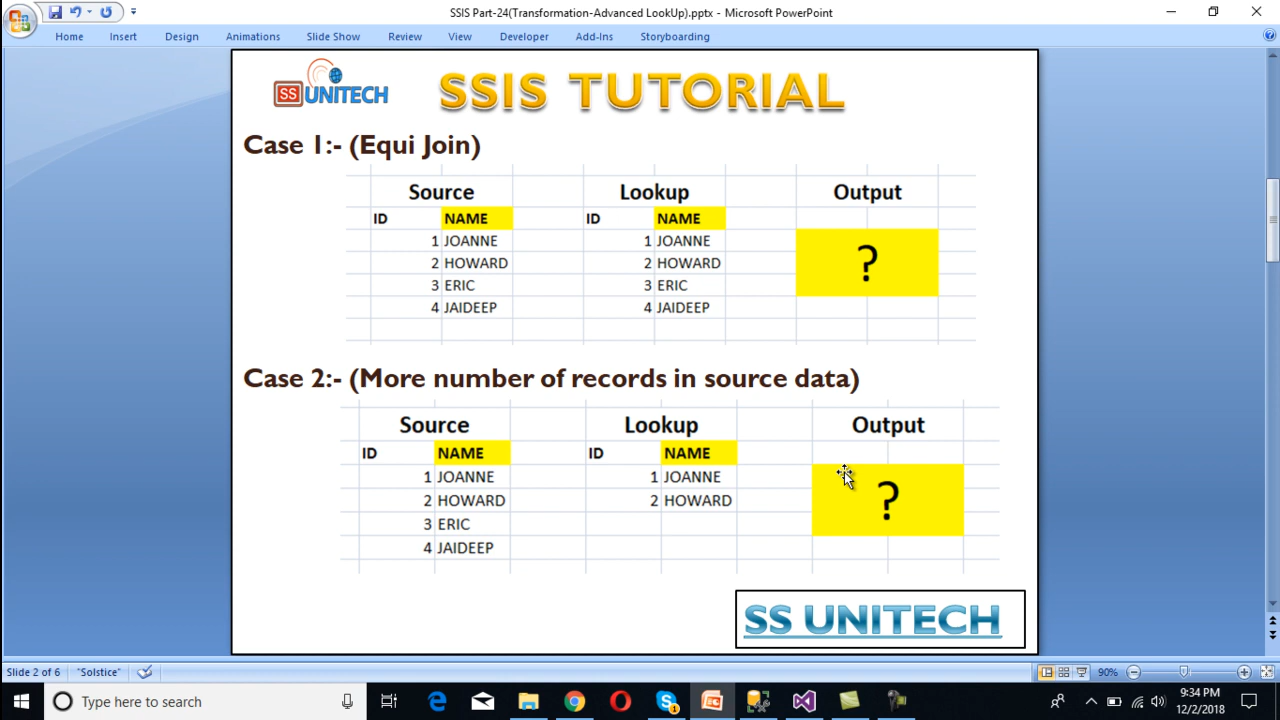 SSIS Part-24(Transformation-Advanced LookUp).pptx - Microsoft PowerPoint
Home Insert Design Animations Slide Show Review View Developer Add-Ins Storyboarding
SS UNITECH
SSIS TUTORIAL
Case 1:- (Equi Join)
Source Lookup Output
ID NAME ID NAME
1 JOANNE 1 JOANNE
2 HOWARD 2 HOWARD
?
3 ERIC 3 ERIC
4 JAIDEEP 4 JAIDEEP
Case 2:- (More number of records in source data)
Source Lookup Output
ID NAME ID NAME
1 JOANNE 1 JOANNE
2 HOWARD 2 HOWARD
?
3 ERIC
4 JAIDEEP
SS UNITECH
Slide 2 of 6 "Solstice" 90%
Type here to search
1
9:34 PM
12/2/2018